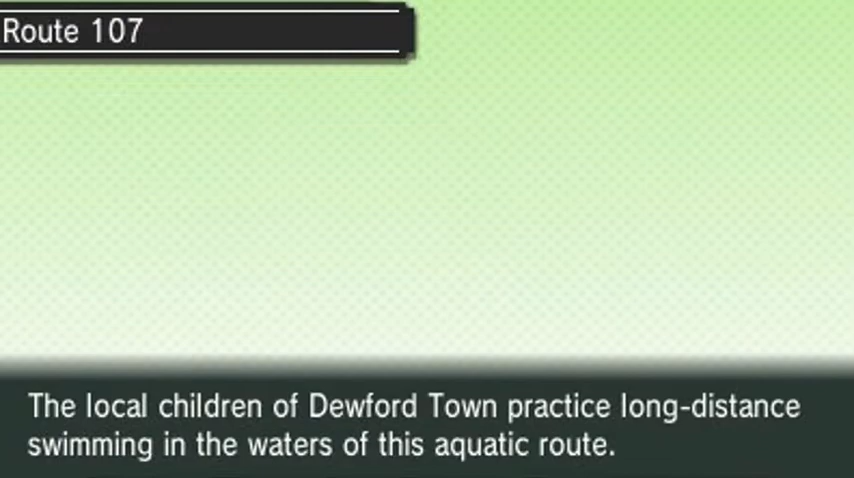 Route 107
The local children of Dewford Town practice long-distance
swimming in the waters of this aquatic route.